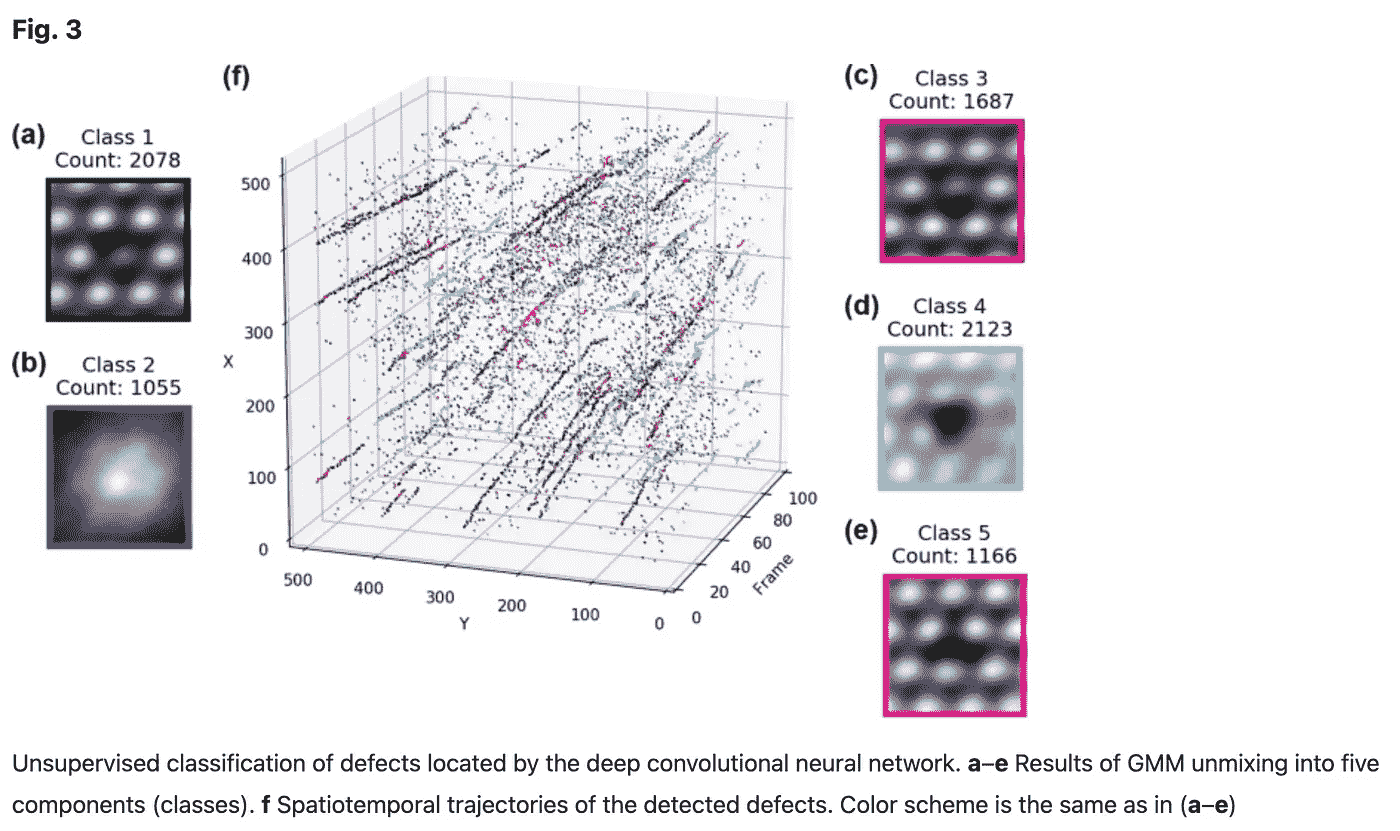 Fig. 3
(a)
Class 1
Count: 2078
(b)
Class 2
Count: 1055
(f)
500
400
300
X
200
100
0
500
400
300
200
100
0
Y
0
20
40
60
80
100
Frame
(c)
Class 3
Count: 1687
(d)
Class 4
Count: 2123
(e)
Class 5
Count: 1166
Unsupervised classification of defects located by the deep convolutional neural network. a–e Results of GMM unmixing into five
components (classes). f Spatiotemporal trajectories of the detected defects. Color scheme is the same as in (a–e)